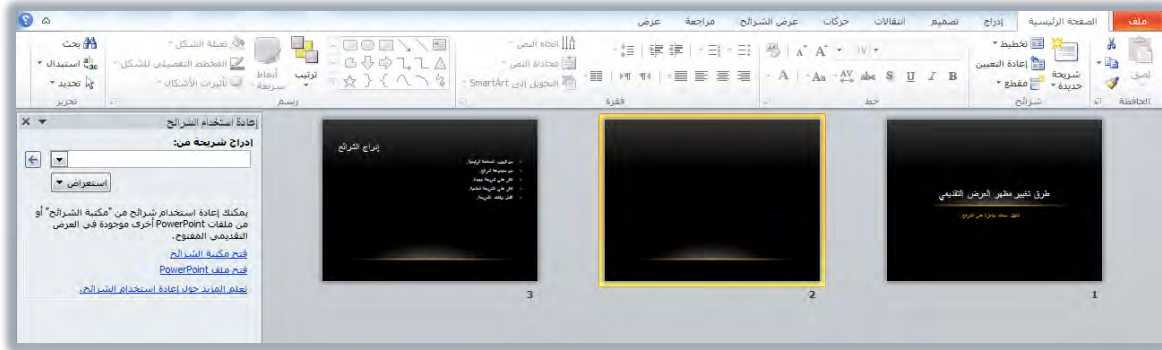 ملف الصفحة الرئيسية إدراج تصميم انتقالات حركات عرض الشرائح مراجعة عرض
لصق
الحافظة
شريحة جديدة
تخطيط
إعادة التعيين
مقطع
شرائح
B I U S abc AV Aa A
A A
خط
فقرة
اتجاه النص
محاذاة النص
التحويل إلى SmartArt
ترتيب
أنماط سريعة
تعبئة الشكل
المخطط التفصيلي للشكل
تأثيرات الأشكال
رسم
بحث
استبدال
تحديد
تحرير
طرق تغيير مظهر العرض التقديمي
1
2
إدراج الشرائح
3
إعادة استخدام الشرائح
إدراج شريحة من:
استعراض
يمكنك إعادة استخدام شرائح من "مكتبة الشرائح" أو
من ملفات PowerPoint أخرى موجودة في العرض
التقديمي المفتوح.
فتح مكتبة الشرائح
فتح ملف PowerPoint
تعلم المزيد حول إعادة استخدام الشرائح.